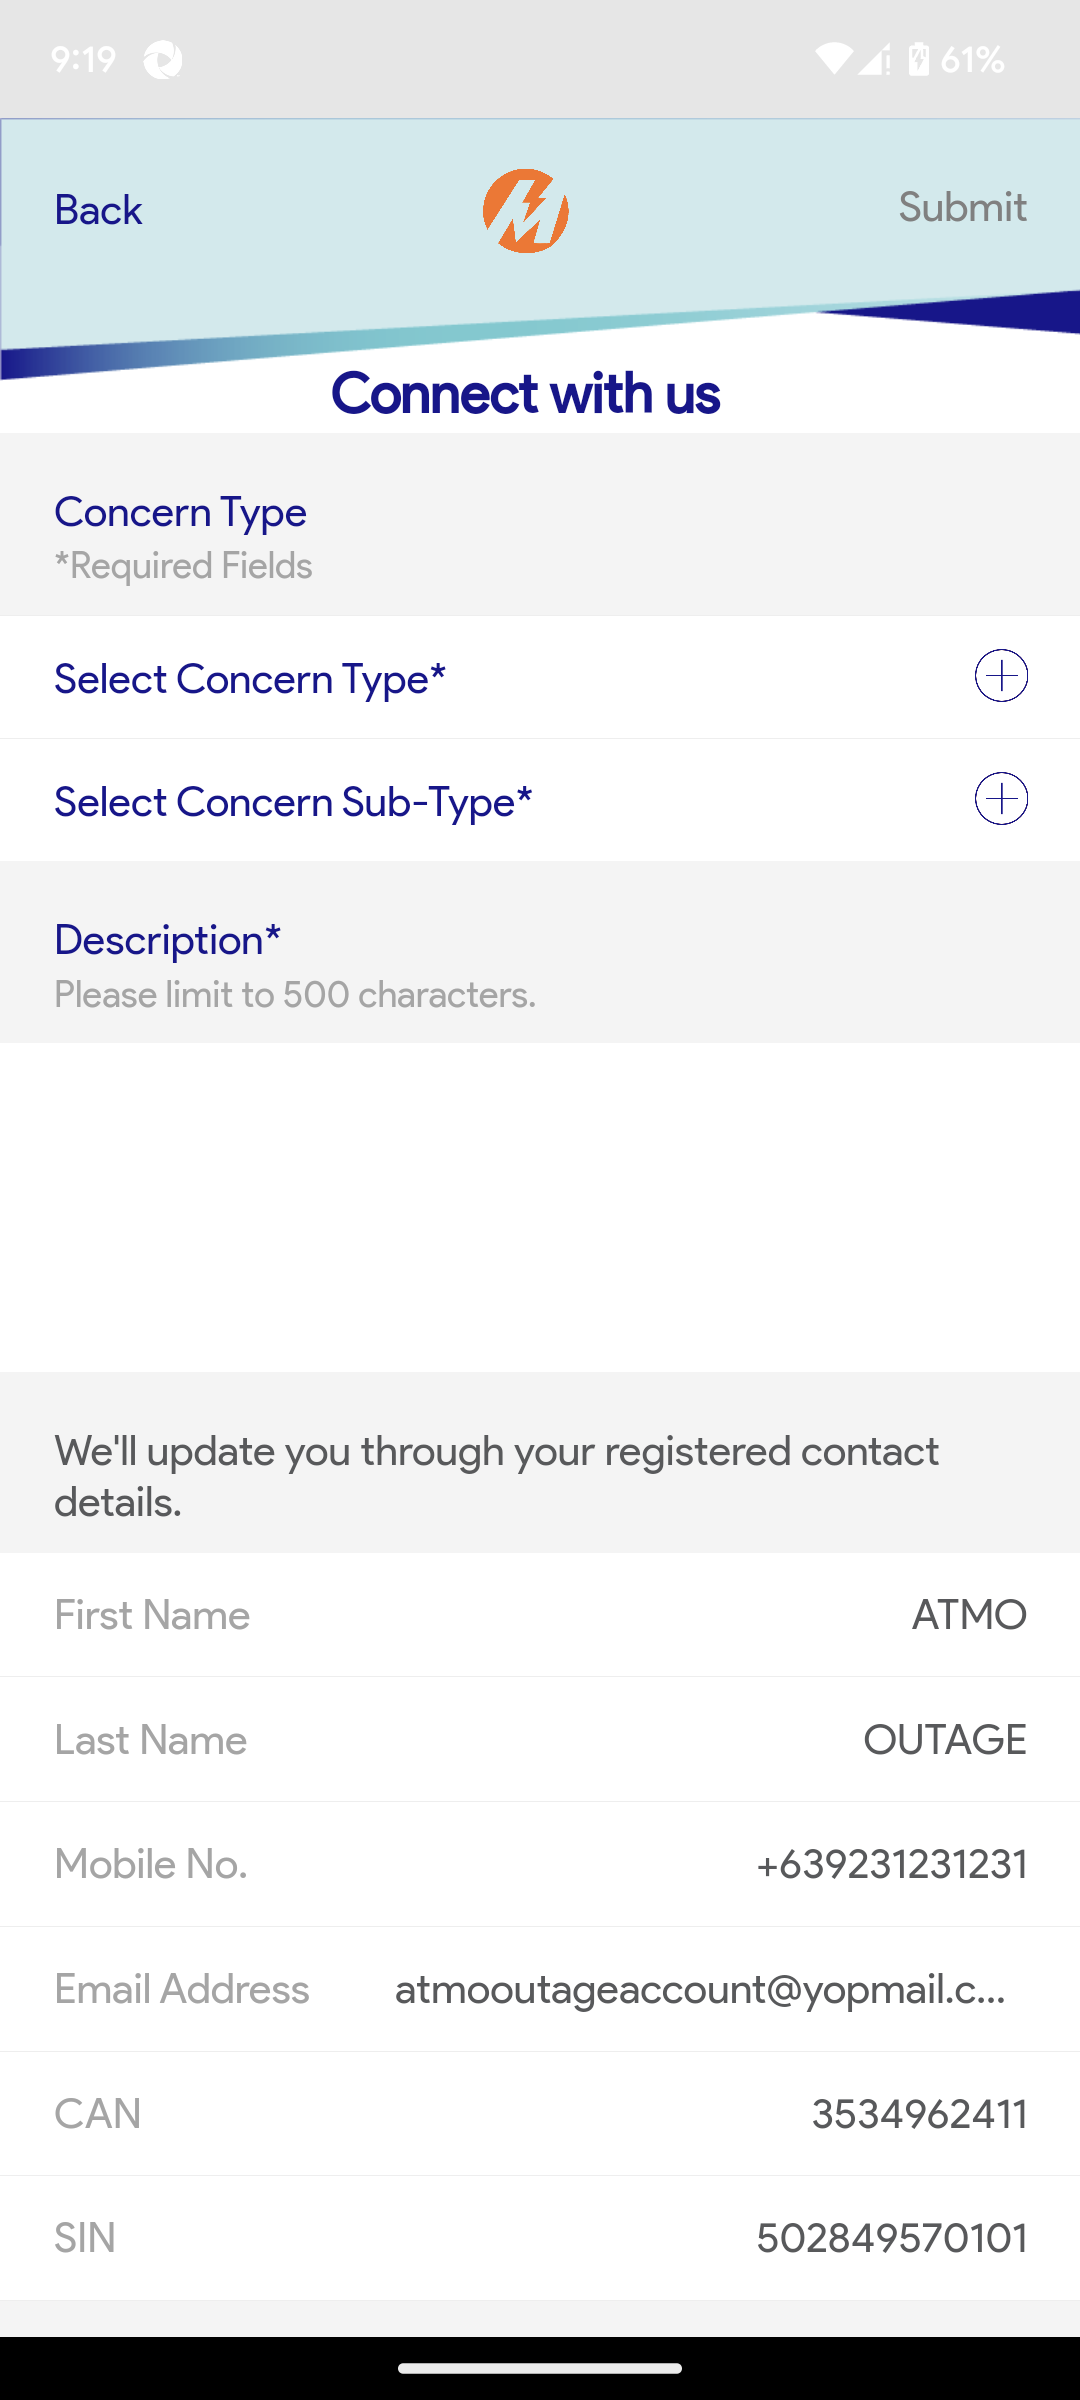 9:19
61%
Back
Submit
Connect with us
Concern Type
*Required Fields
Select Concern Type*
Select Concern Sub-Type*
Description*
Please limit to 500 characters.
We'll update you through your registered contact
details.
First Name
ATMO
Last Name
OUTAGE
Mobile No.
+639231231231
Email Address
atmooutageaccount@yopmail.c...
CAN
3534962411
SIN
502849570101